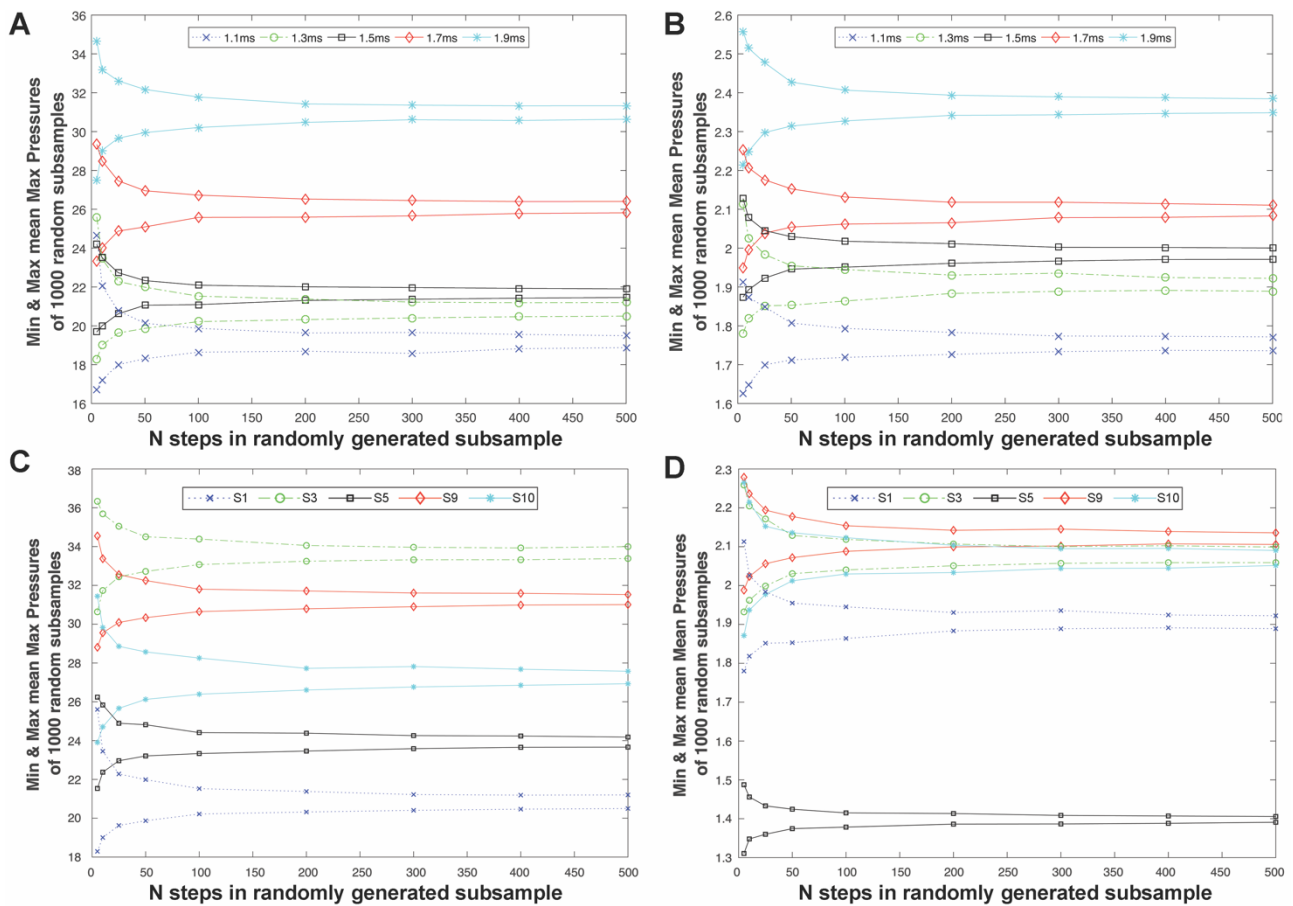 A
1.1ms 1.3ms 1.5ms 1.7ms 1.9ms
Min & Max mean Max Pressures
of 1000 random subsamples
36
34
32
30
28
26
24
22
20
18
16
0 50 100 150 200 250 300 350 400 450 500
N steps in randomly generated subsample
B
1.1ms 1.3ms 1.5ms 1.7ms 1.9ms
Min & Max mean Mean Pressures
of 1000 random subsamples
2.6
2.5
2.4
2.3
2.2
2.1
2
1.9
1.8
1.7
1.6
0 50 100 150 200 250 300 350 400 450 500
N steps in randomly generated subsample
C
S1 S3 S5 S9 S10
Min & Max mean Max Pressures
of 1000 random subsamples
38
36
34
32
30
28
26
24
22
20
18
0 50 100 150 200 250 300 350 400 450 500
N steps in randomly generated subsample
D
S1 S3 S5 S9 S10
Min & Max mean Mean Pressures
of 1000 random subsamples
2.3
2.2
2.1
2
1.9
1.8
1.7
1.6
1.5
1.4
1.3
0 50 100 150 200 250 300 350 400 450 500
N steps in randomly generated subsample